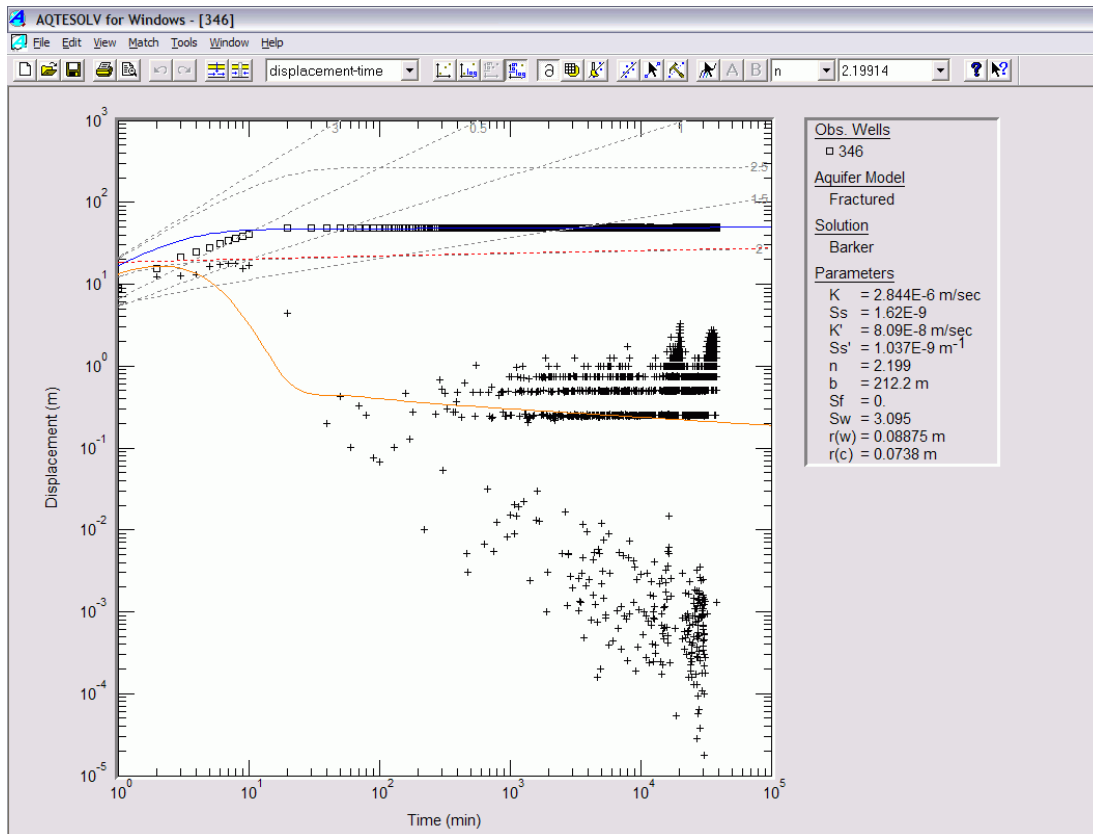 AQTESOLV for Windows - [346]
File Edit View Match Tools Window Help
displacement-time
∂
A B n 2.19914
10³
10²
10¹
10⁰
10⁻¹
10⁻²
10⁻³
10⁻⁴
10⁻⁵
Displacement (m)
3 0.5 1
2.5
1.5
2
10⁰ 10¹ 10² 10³ 10⁴ 10⁵
Time (min)
Obs. Wells
346
Aquifer Model
Fractured
Solution
Barker
Parameters
K = 2.844E-6 m/sec
Ss = 1.62E-9
K' = 8.09E-8 m/sec
Ss' = 1.037E-9 m⁻¹
n = 2.199
b = 212.2 m
Sf = 0.
Sw = 3.095
r(w) = 0.08875 m
r(c) = 0.0738 m